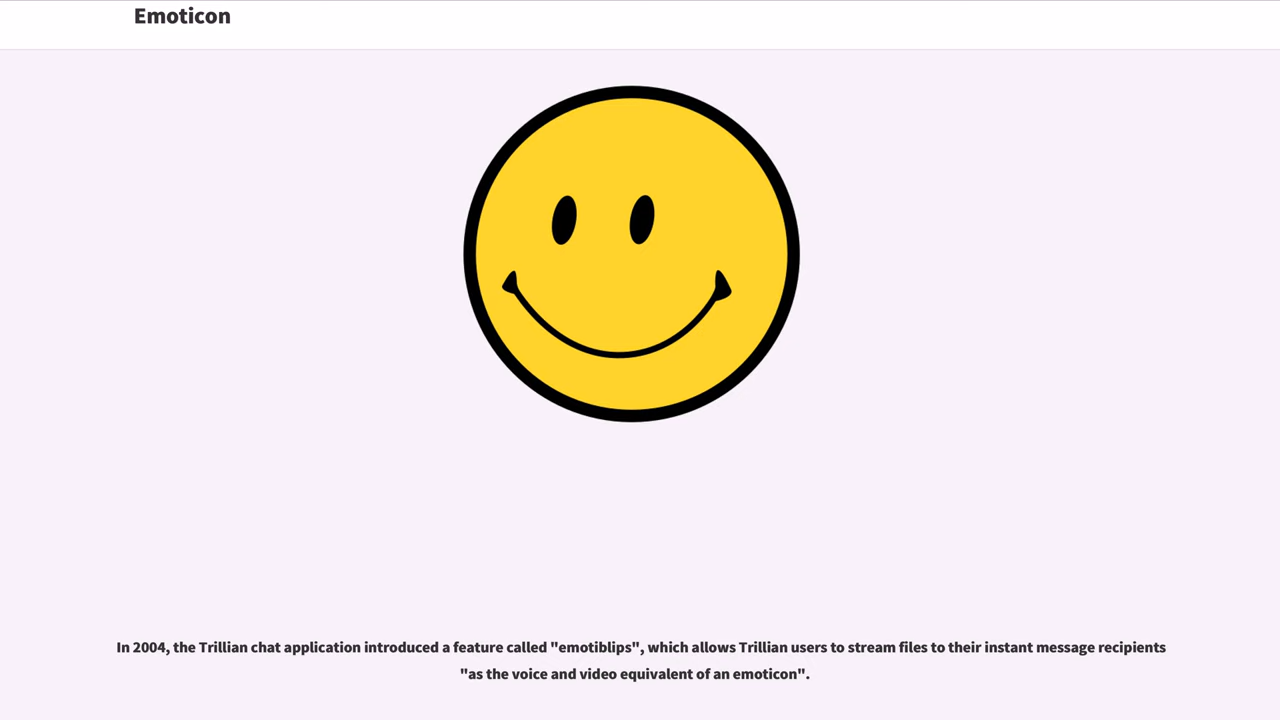 Emoticon
In 2004, the Trillian chat application introduced a feature called "emotiblips", which allows Trillian users to stream files to their instant message recipients
"as the voice and video equivalent of an emoticon".